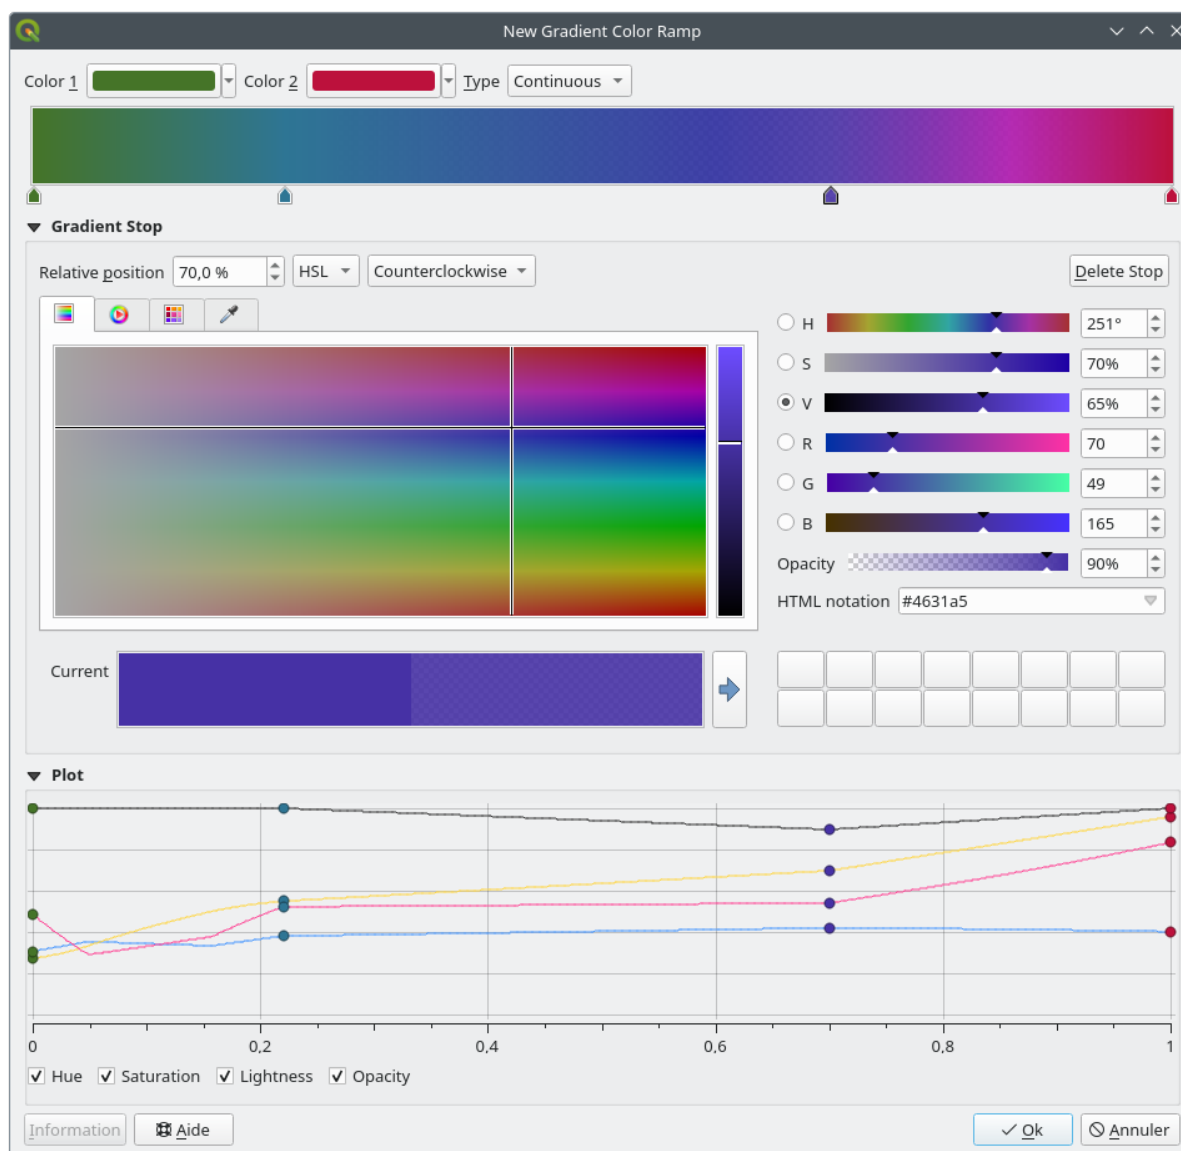 New Gradient Color Ramp
Color 1 Color 2 Type Continuous
Gradient Stop
Relative position 70,0 % HSL Counterclockwise Delete Stop
H 251°
S 70%
V 65%
R 70
G 49
B 165
Opacity 90%
HTML notation #4631a5
Current
Plot
0 0,2 0,4 0,6 0,8 1
Hue Saturation Lightness Opacity
Information Aide Ok Annuler